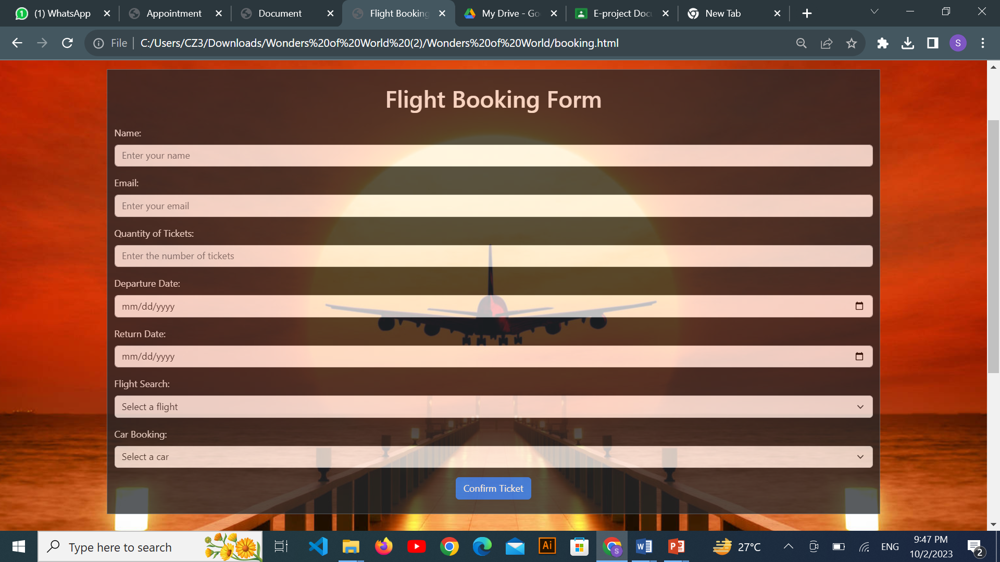 (1) WhatsApp
Appointment
Document
Flight Booking
My Drive - Go
E-project Docu
New Tab
File
C:/Users/CZ3/Downloads/Wonders%20of%20World%20(2)/Wonders%20of%20World/booking.html
S
Flight Booking Form
Name:
Enter your name
Email:
Enter your email
Quantity of Tickets:
Enter the number of tickets
Departure Date:
mm/dd/yyyy
Return Date:
mm/dd/yyyy
Flight Search:
Select a flight
Car Booking:
Select a car
Confirm Ticket
Type here to search
Ai
S
W
P
27°C
ENG
9:47 PM
10/2/2023
2